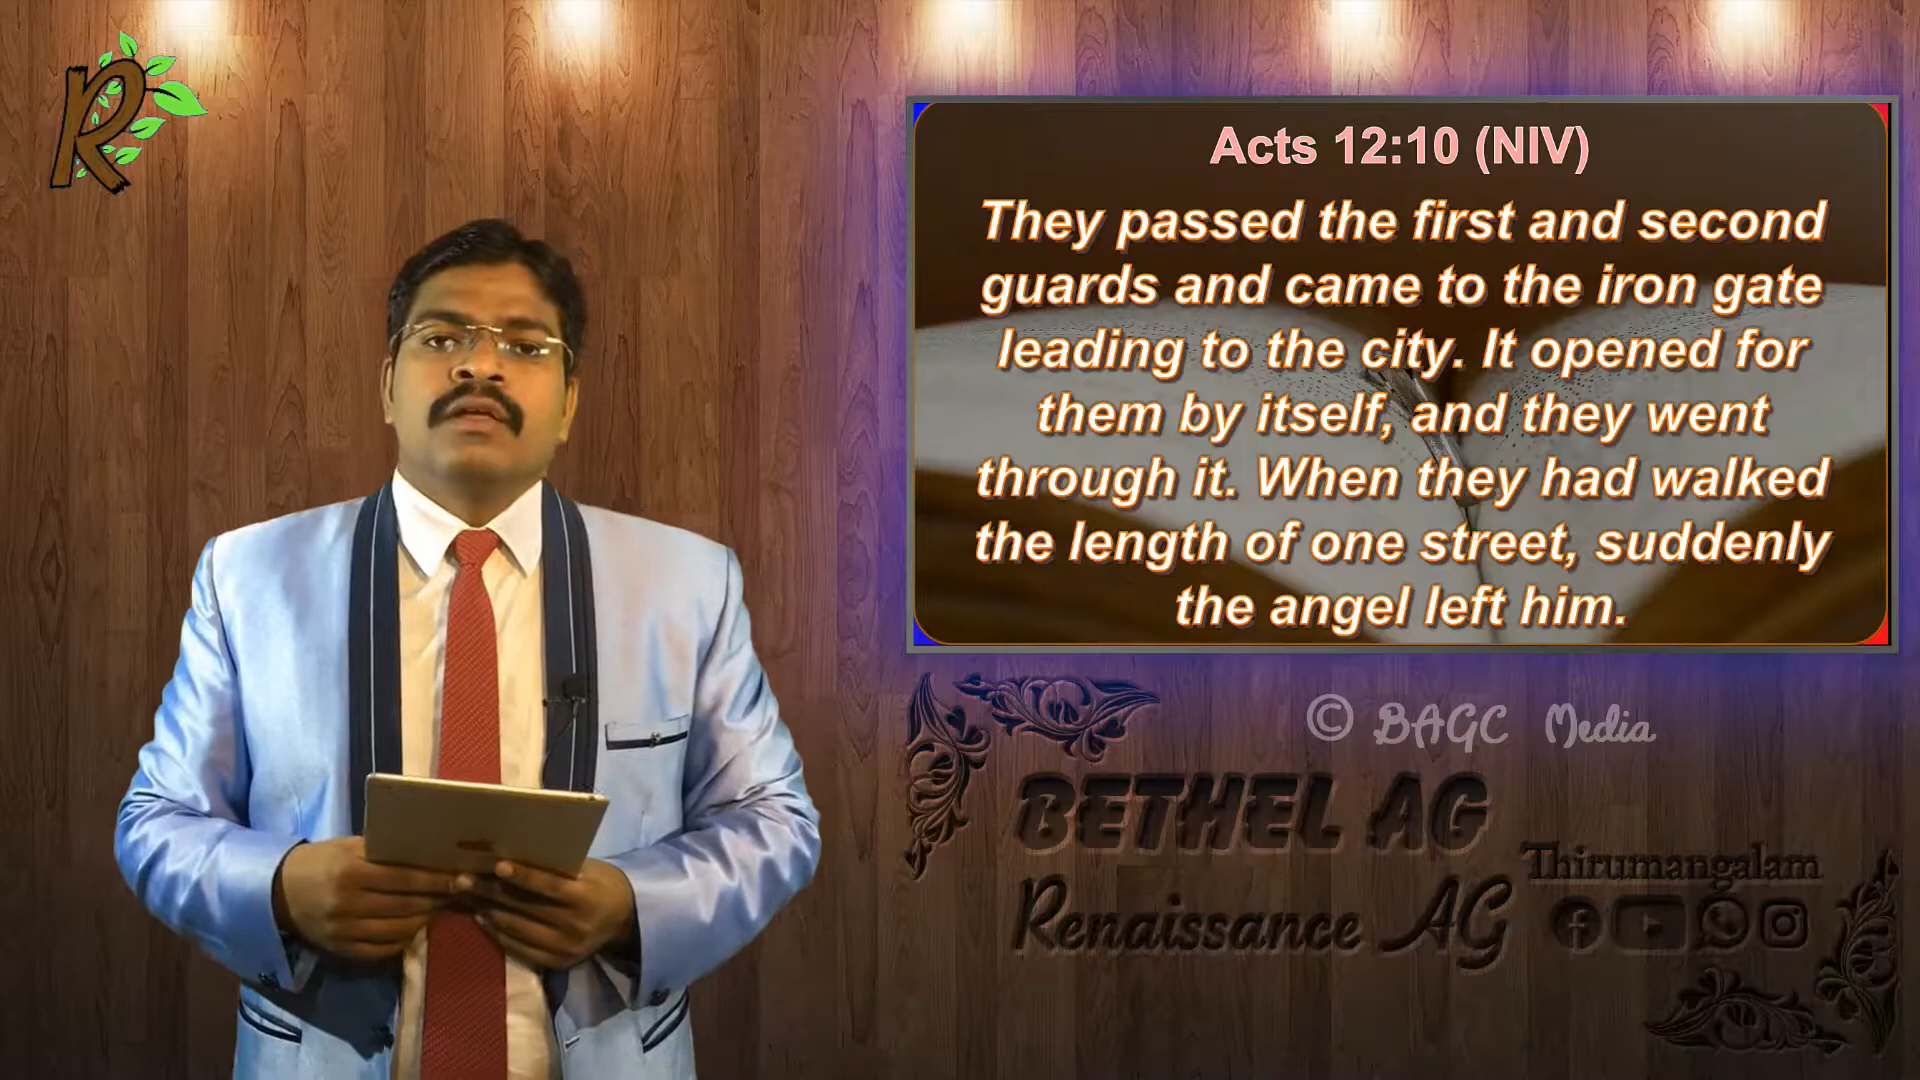 R
Acts 12:10 (NIV)
They passed the first and second
guards and came to the iron gate
leading to the city. It opened for
them by itself, and they went
through it. When they had walked
the length of one street, suddenly
the angel left him.
© BAGC Media
BETHEL AG
Thirumangalam
Renaissance AG